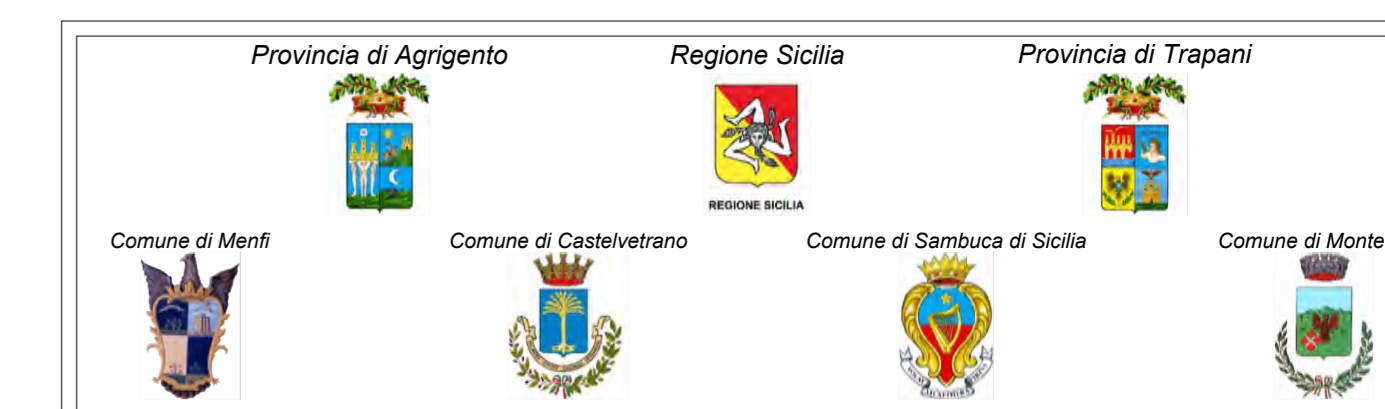 Provincia di Agrigento Regione Sicilia Provincia di Trapani
REGIONE SICILIA
Comune di Menfi Comune di Castelvetrano Comune di Sambuca di Sicilia Comune di Monte